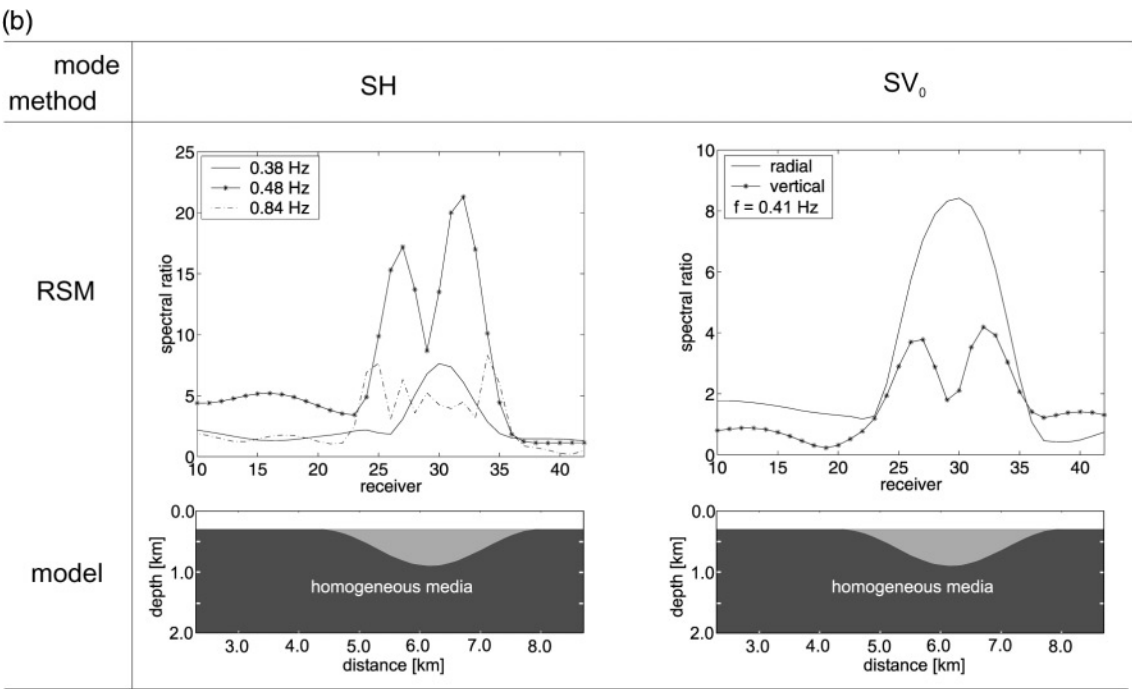 (b)
mode
method
SH
SV₀
RSM
25
20
15
10
5
0
spectral ratio
0.38 Hz
0.48 Hz
0.84 Hz
10 15 20 25 30 35 40
receiver
10
8
6
4
2
0
spectral ratio
radial
vertical
f = 0.41 Hz
10 15 20 25 30 35 40
receiver
model
0.0
1.0
2.0
depth [km]
homogeneous media
3.0 4.0 5.0 6.0 7.0 8.0
distance [km]
0.0
1.0
2.0
depth [km]
homogeneous media
3.0 4.0 5.0 6.0 7.0 8.0
distance [km]